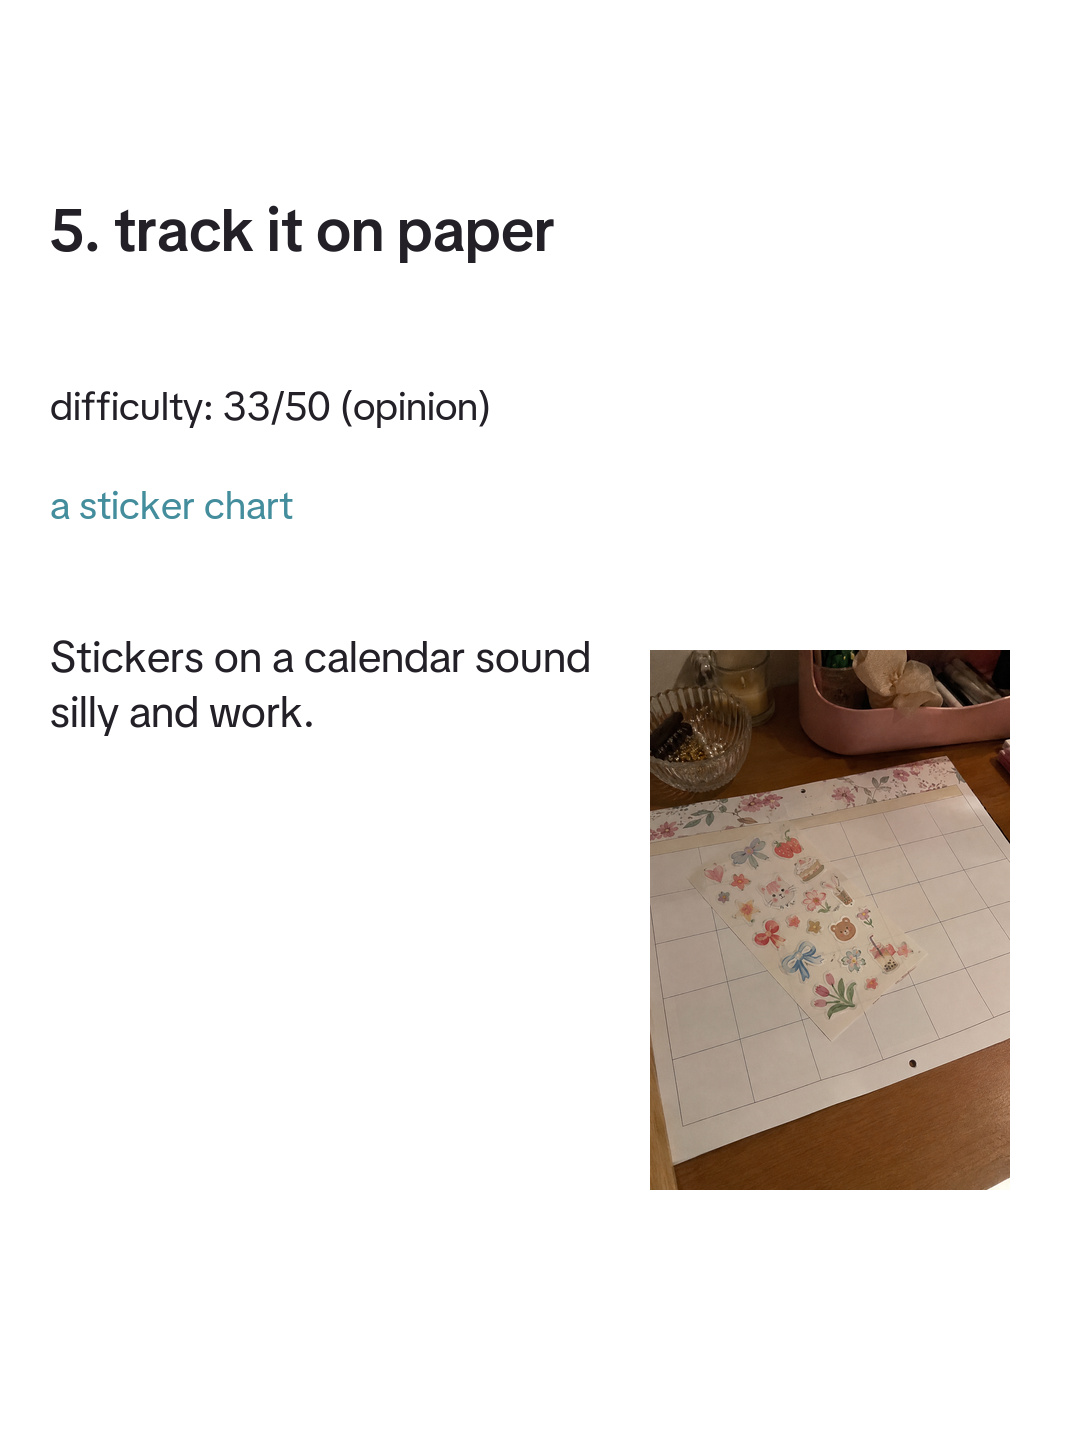 5. track it on paper
difficulty: 33/50 (opinion)
a sticker chart
Stickers on a calendar sound
silly and work.